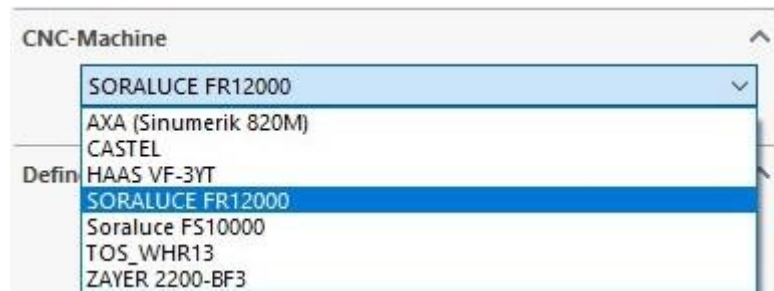 CNC-Machine
SORALUCE FR12000
AXA (Sinumerik 820M)
CASTEL
Defin
HAAS VF-3YT
SORALUCE FR12000
Soraluce FS10000
TOS_WHR13
ZAYER 2200-BF3